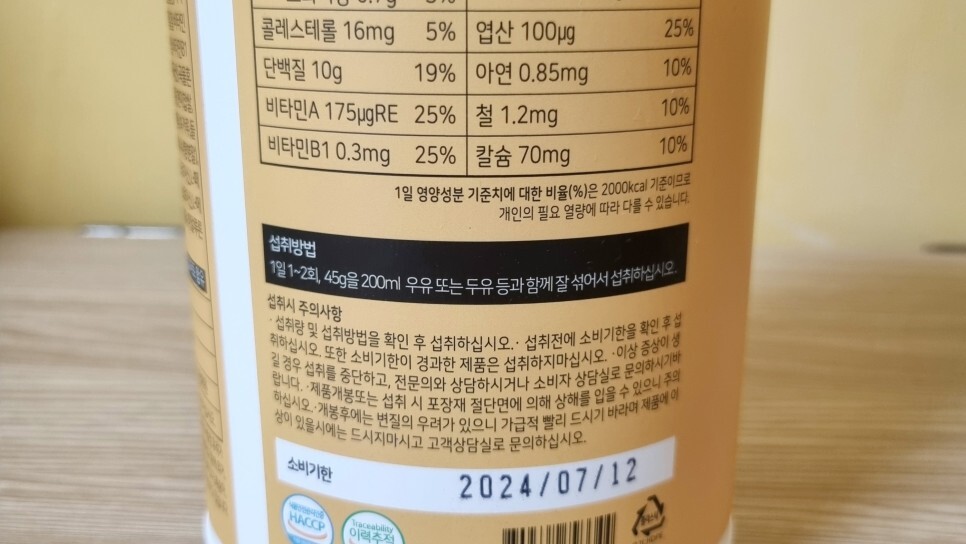 콜레스테롤 16mg 5% 엽산 100µg 25%
단백질 10g 19% 아연 0.85mg 10%
비타민A 175µgRE 25% 철 1.2mg 10%
비타민B1 0.3mg 25% 칼슘 70mg 10%
1일 영양성분 기준치에 대한 비율(%)은 2000kcal 기준이므로
개인의 필요 열량에 따라 다를 수 있습니다.
섭취방법
1일 1~2회, 45g을 200ml 우유 또는 두유 등과 함께 잘 섞어서 섭취하십시오.
섭취시 주의사항
· 섭취량 및 섭취방법을 확인 후 섭취하십시오. · 섭취전에 소비기한을 확인 후 섭
취하십시오. 또한 소비기한이 경과한 제품은 섭취하지마십시오. ·이상 증상이 생
길 경우 섭취를 중단하고, 전문의와 상담하시거나 소비자 상담실로 문의하시기바
랍니다. ·제품개봉또는 섭취 시 포장재 절단면에 의해 상해를 입을 수 있으니 주의
하십시오. ·개봉후에는 변질의 우려가 있으니 가급적 빨리 드시기 바라며 제품에 이
상이 있을시에는 드시지마시고 고객상담실로 문의하십시오.
소비기한 2024/07/12
HACCP
Traceability
이력추적